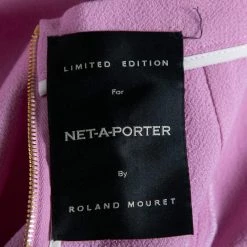 LIMITED EDITION
For
NET-A-PORTER
By
ROLAND MOURET